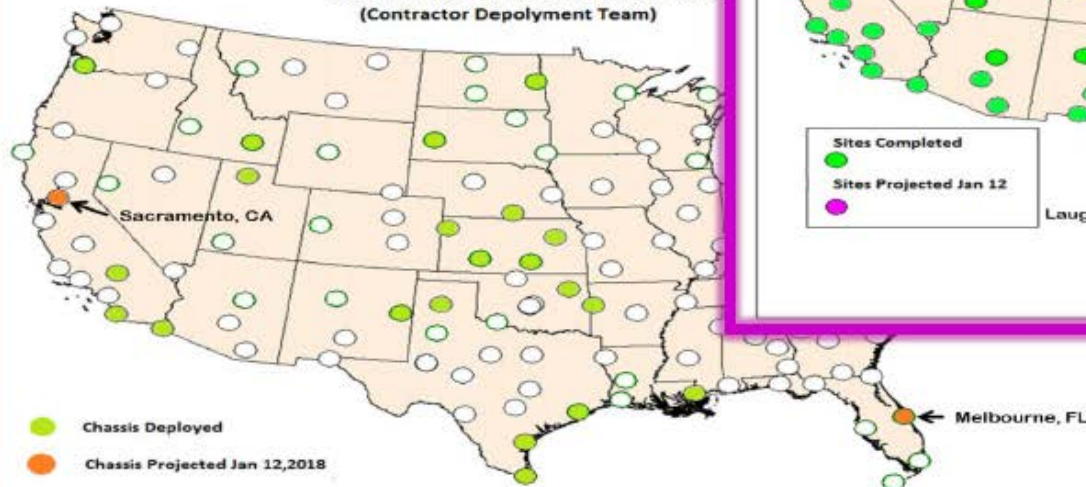 (Contractor Depolyment Team)
Sacramento, CA
Chassis Deployed
Chassis Projected Jan 12,2018
Melbourne, FL
Sites Completed
Sites Projected Jan 12
Laug